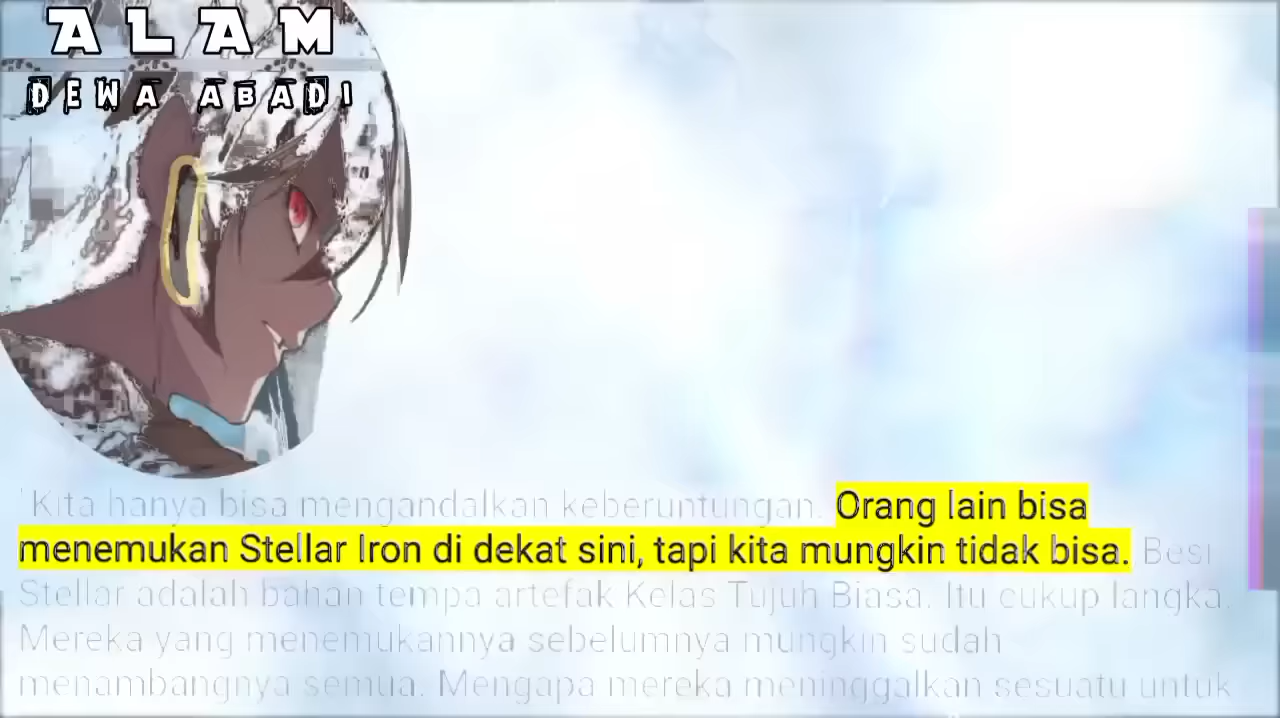 ALAM
DEWA ABADI
"Kita hanya bisa mengandalkan keberuntungan. Orang lain bisa
menemukan Stellar Iron di dekat sini, tapi kita mungkin tidak bisa. Besi
Stellar adalah bahan tempa artefak Kelas Tujuh Biasa. Itu cukup langka.
Mereka yang menemukannya sebelumnya mungkin sudah
menambangnya semua. Mengapa mereka meninggalkan sesuatu untuk